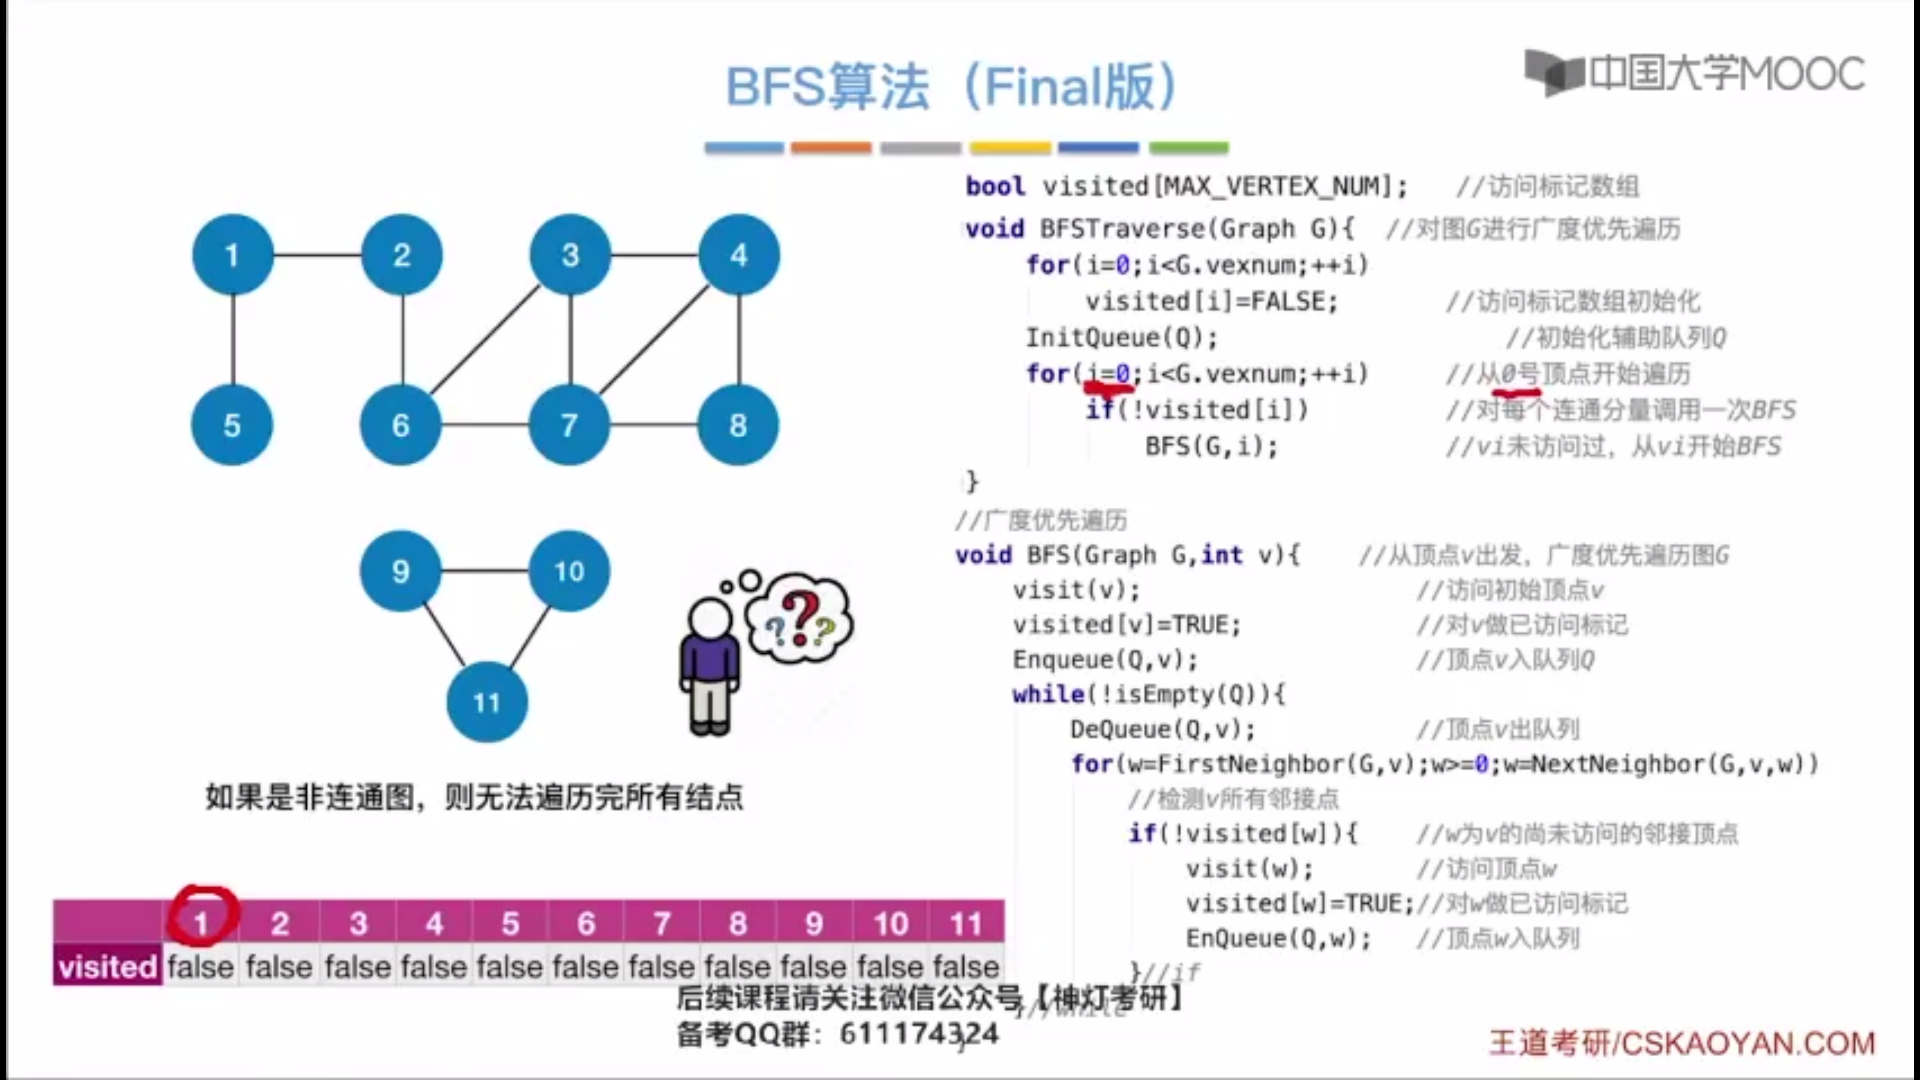 BFS算法（Final版）
中国大学MOOC
bool visited[MAX_VERTEX_NUM]; //访问标记数组
void BFSTraverse(Graph G){ //对图G进行广度优先遍历
for(i=0;i<G.vexnum;++i)
visited[i]=FALSE; //访问标记数组初始化
InitQueue(Q); //初始化辅助队列Q
for(i=0;i<G.vexnum;++i) //从0号顶点开始遍历
if(!visited[i]) //对每个连通分量调用一次BFS
BFS(G,i); //vi未访问过，从vi开始BFS
}
//广度优先遍历
void BFS(Graph G,int v){ //从顶点v出发，广度优先遍历图G
visit(v); //访问初始顶点v
visited[v]=TRUE; //对v做已访问标记
Enqueue(Q,v); //顶点v入队列Q
while(!isEmpty(Q)){
DeQueue(Q,v); //顶点v出队列
for(w=FirstNeighbor(G,v);w>=0;w=NextNeighbor(G,v,w))
//检测v所有邻接点
if(!visited[w]){ //w为v的尚未访问的邻接顶点
visit(w); //访问顶点w
visited[w]=TRUE;//对w做已访问标记
EnQueue(Q,w); //顶点w入队列
}//if
}//while
}
1 2 3 4
5 6 7 8
9 10
11
? ? ?
如果是非连通图，则无法遍历完所有结点
1 2 3 4 5 6 7 8 9 10 11
visited false false false false false false false false false false false
后续课程请关注微信公众号【神灯考研】
备考QQ群：611174324
王道考研/CSKAOYAN.COM